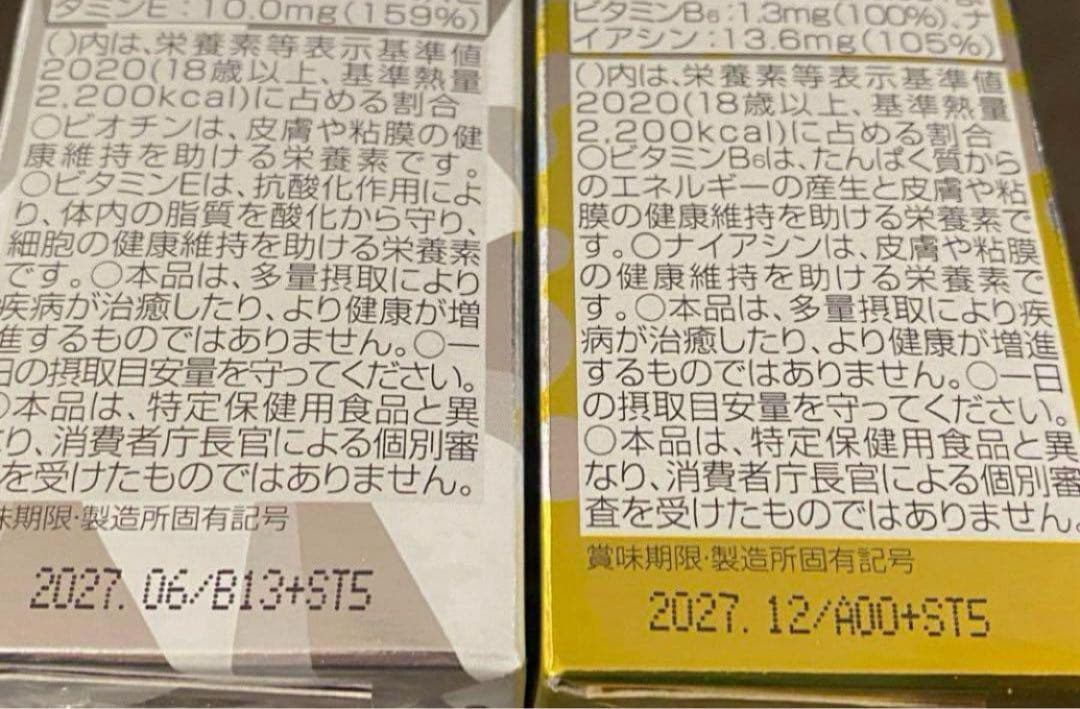 タミンE：10.0mg(159%)
()内は、栄養素等表示基準値
2020(18歳以上、基準熱量
2,200kcal)に占める割合
○ビオチンは、皮膚や粘膜の健
康維持を助ける栄養素です。
○ビタミンEは、抗酸化作用によ
り、体内の脂質を酸化から守り、
細胞の健康維持を助ける栄養素
です。○本品は、多量摂取により
疾病が治癒したり、より健康が増
進するものではありません。○一
日の摂取目安量を守ってください。
○本品は、特定保健用食品と異
なり、消費者庁長官による個別審
を受けたものではありません。
味期限・製造所固有記号
2027. 06/B13+ST5
ビタミンB6：1.3mg(100%)、ナ
イアシン：13.6mg(105%)
()内は、栄養素等表示基準値
2020(18歳以上、基準熱量
2,200kcal)に占める割合
○ビタミンB6は、たんぱく質から
のエネルギーの産生と皮膚や粘
膜の健康維持を助ける栄養素で
す。○ナイアシンは、皮膚や粘膜
の健康維持を助ける栄養素で
す。○本品は、多量摂取により疾
病が治癒したり、より健康が増進
するものではありません。○一日
の摂取目安量を守ってください。
○本品は、特定保健用食品と異
なり、消費者庁長官による個別審
査を受けたものではありません。
賞味期限・製造所固有記号
2027. 12/A00+ST5